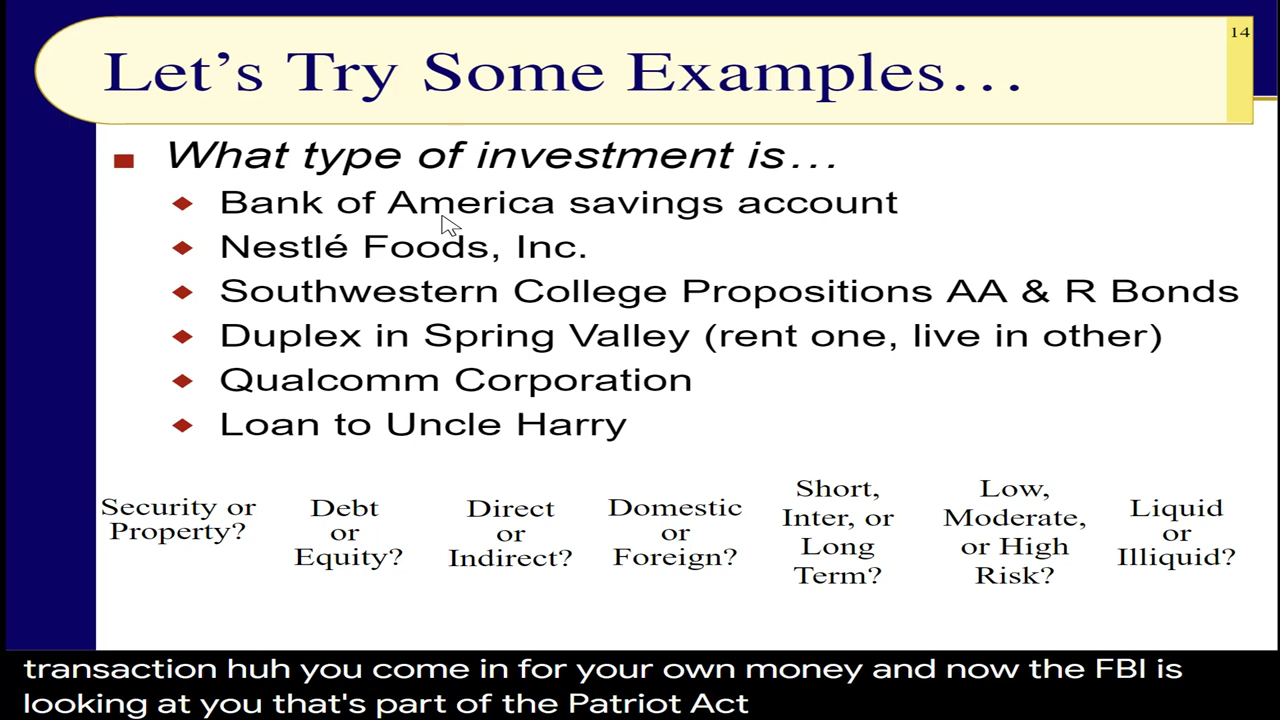 14
Let's Try Some Examples…
What type of investment is…
Bank of America savings account
Nestlé Foods, Inc.
Southwestern College Propositions AA & R Bonds
Duplex in Spring Valley (rent one, live in other)
Qualcomm Corporation
Loan to Uncle Harry
Security or
Property?
Debt
or
Equity?
Direct
or
Indirect?
Domestic
or
Foreign?
Short,
Inter, or
Long
Term?
Low,
Moderate,
or High
Risk?
Liquid
or
Illiquid?
transaction huh you come in for your own money and now the FBI is
looking at you that's part of the Patriot Act